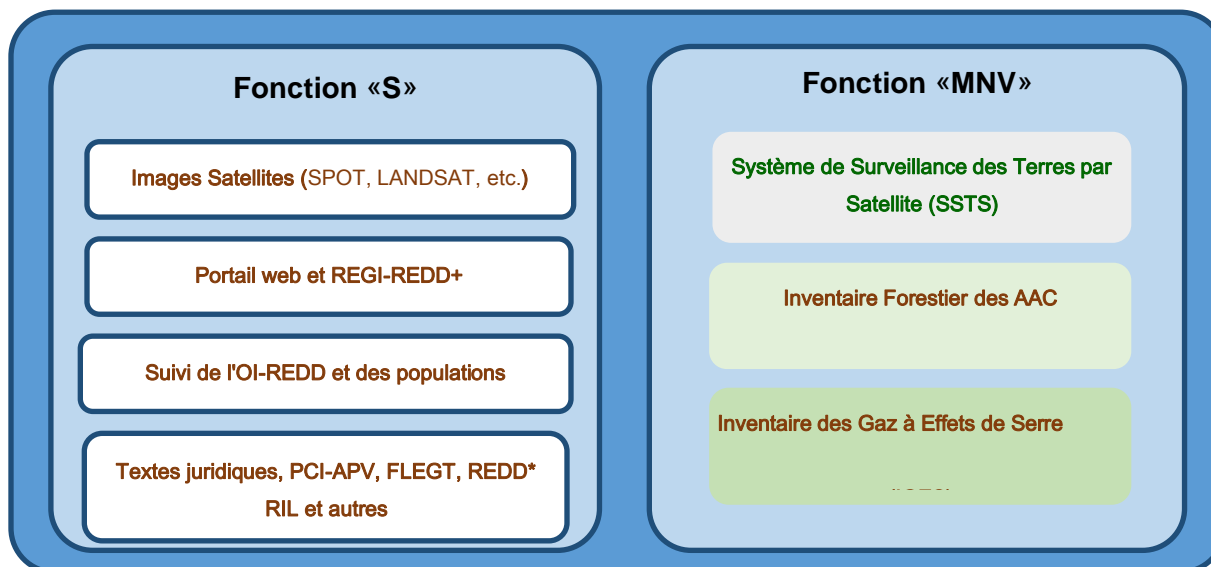 Fonction «S»
Images Satellites (SPOT, LANDSAT, etc.)
Portail web et REGI-REDD+
Suivi de l'OI-REDD et des populations
Textes juridiques, PCI-APV, FLEGT, REDD*
RIL et autres
Fonction «MNV»
Système de Surveillance des Terres par
Satellite (SSTS)
Inventaire Forestier des AAC
Inventaire des Gaz à Effets de Serre